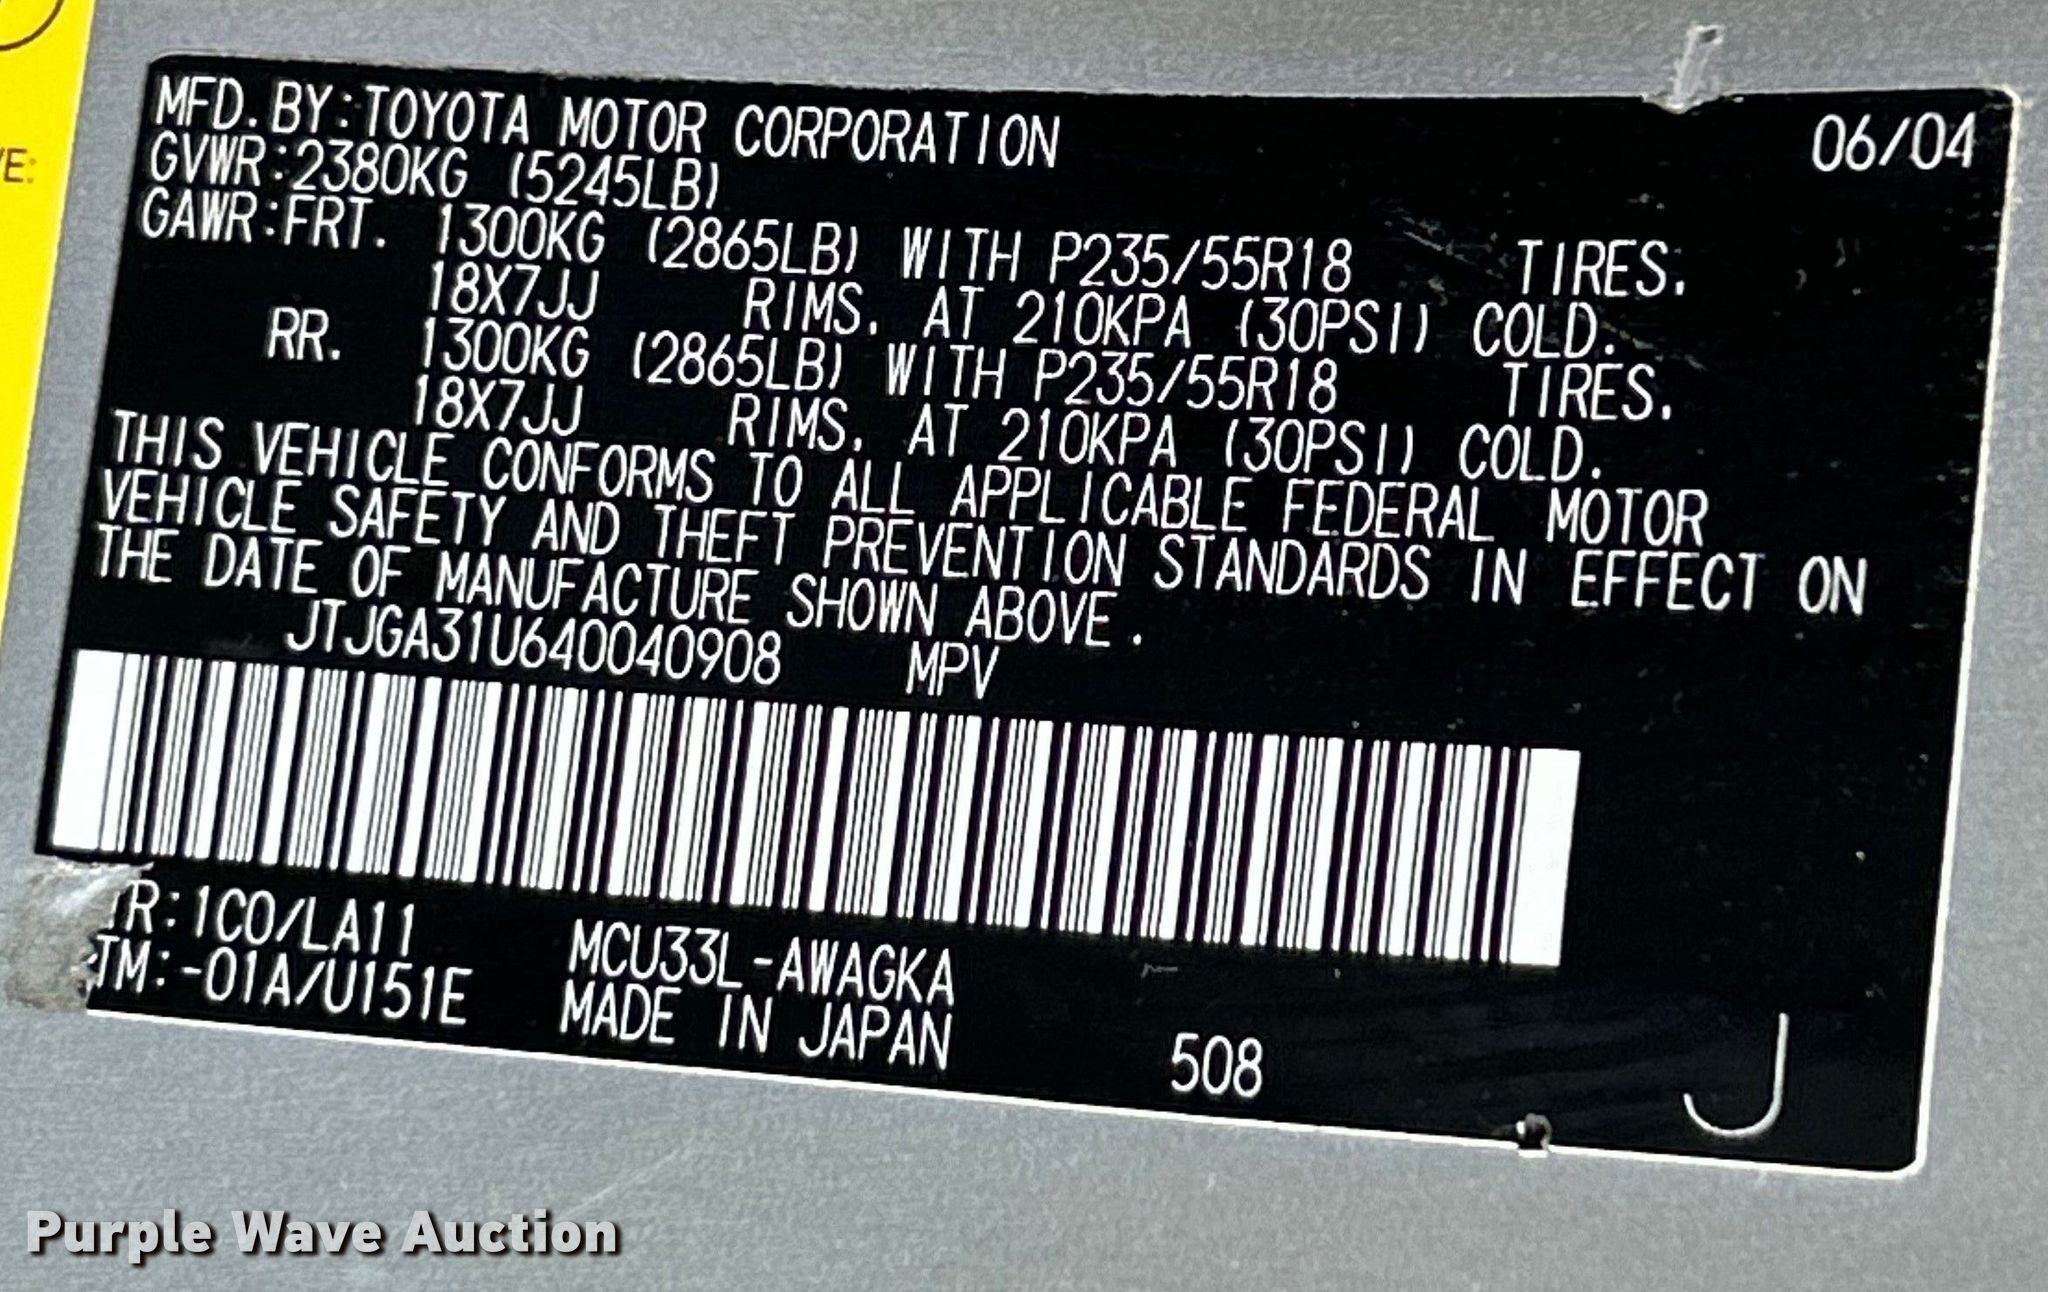 E:
MFD. BY:TOYOTA MOTOR CORPORATION 06/04
GVWR:2380KG (5245LB)
GAWR:FRT. 1300KG (2865LB) WITH P235/55R18 TIRES.
18X7JJ RIMS. AT 210KPA (30PSI) COLD.
RR. 1300KG (2865LB) WITH P235/55R18 TIRES.
18X7JJ RIMS. AT 210KPA (30PSI) COLD.
THIS VEHICLE CONFORMS TO ALL APPLICABLE FEDERAL MOTOR
VEHICLE SAFETY AND THEFT PREVENTION STANDARDS IN EFFECT ON
THE DATE OF MANUFACTURE SHOWN ABOVE.
JTJGA31U640040908 MPV
TR:1C0/LA11 MCU33L-AWAGKA
TM:-01A/U151E MADE IN JAPAN 508 J
Purple Wave Auction